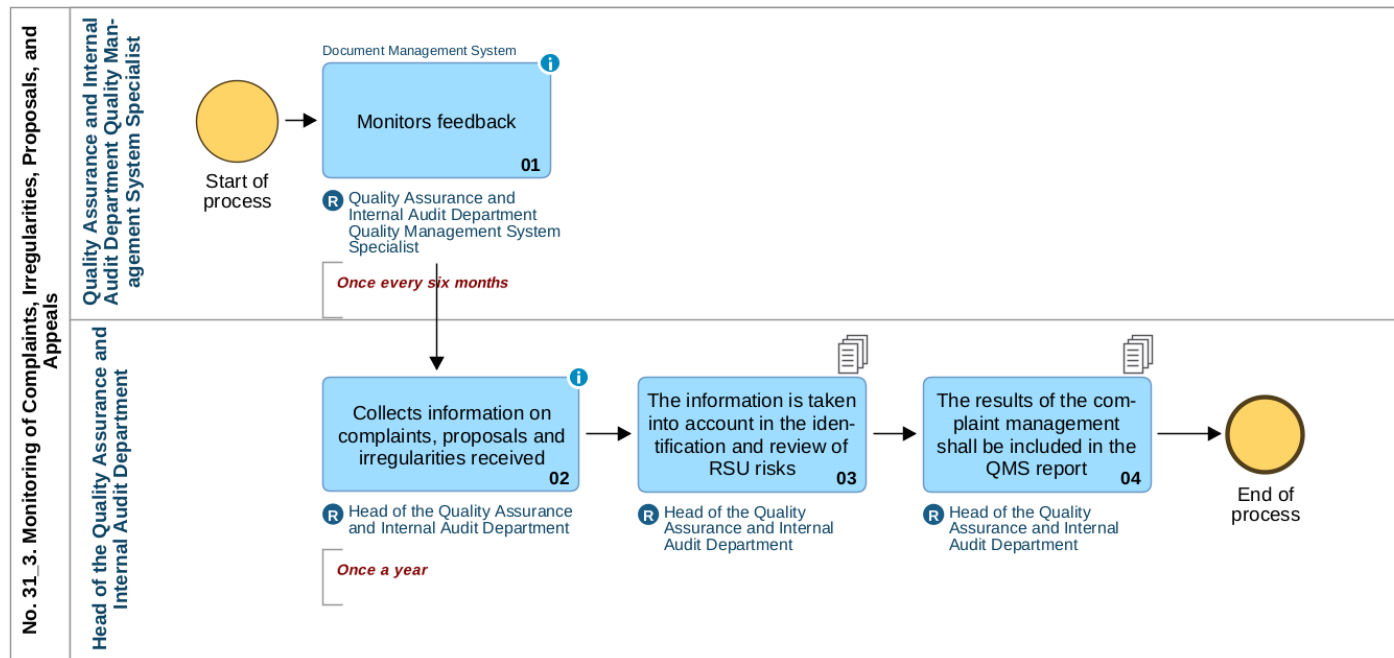 No. 31_3. Monitoring of Complaints, Irregularities, Proposals, and
Appeals
Quality Assurance and Internal
Audit Department Quality Man-
agement System Specialist
Start of
process
Document Management System
Monitors feedback
01
R Quality Assurance and
Internal Audit Department
Quality Management System
Specialist
Once every six months
Head of the Quality Assurance and
Internal Audit Department
Collects information on
complaints, proposals and
irregularities received
02
R Head of the Quality Assurance
and Internal Audit Department
Once a year
The information is taken
into account in the iden-
tification and review of
RSU risks
03
R Head of the Quality
Assurance and Internal
Audit Department
The results of the com-
plaint management
shall be included in the
QMS report
04
R Head of the Quality
Assurance and Internal
Audit Department
End of
process